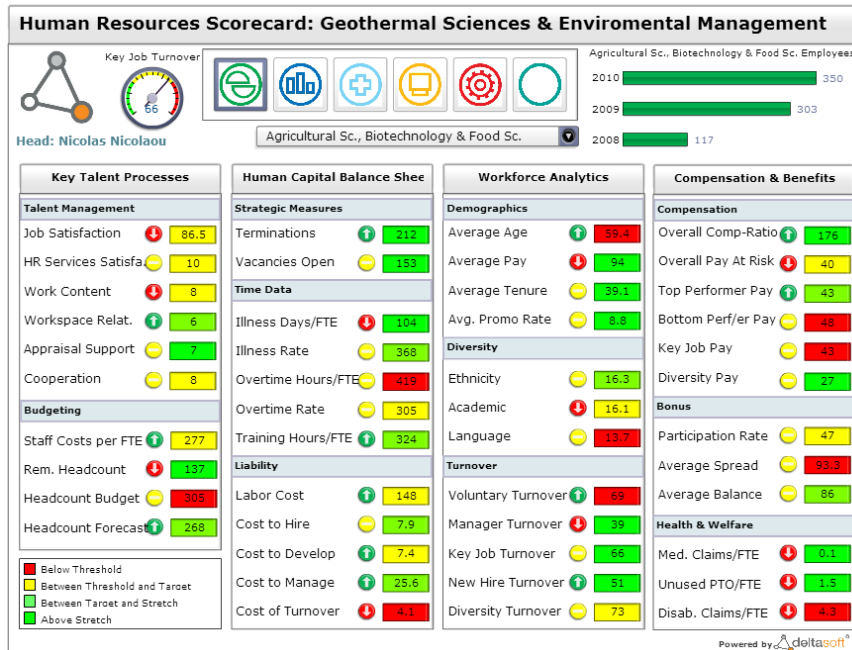 Human Resources Scorecard: Geothermal Sciences & Enviromental Management
Key Job Turnover
66
Head: Nicolas Nicolaou
Agricultural Sc., Biotechnology & Food Sc.
Agricultural Sc., Biotechnology & Food Sc. Employees
2010 350
2009 303
2008 117
Key Talent Processes
Talent Management
Job Satisfaction 86.5
HR Services Satisfa. 10
Work Content 8
Workspace Relat. 6
Appraisal Support 7
Cooperation 8
Budgeting
Staff Costs per FTE 277
Rem. Headcount 137
Headcount Budget 305
Headcount Forecast 268
Below Threshold
Between Threshold and Target
Between Target and Stretch
Above Stretch
Human Capital Balance Shee
Strategic Measures
Terminations 212
Vacancies Open 153
Time Data
Illness Days/FTE 104
Illness Rate 368
Overtime Hours/FTE 419
Overtime Rate 305
Training Hours/FTE 324
Liability
Labor Cost 148
Cost to Hire 7.9
Cost to Develop 7.4
Cost to Manage 25.6
Cost of Turnover 4.1
Workforce Analytics
Demographics
Average Age 59.4
Average Pay 94
Average Tenure 39.1
Avg. Promo Rate 8.8
Diversity
Ethnicity 16.3
Academic 16.1
Language 13.7
Turnover
Voluntary Turnover 69
Manager Turnover 39
Key Job Turnover 66
New Hire Turnover 51
Diversity Turnover 73
Compensation & Benefits
Compensation
Overall Comp-Ratio 176
Overall Pay At Risk 40
Top Performer Pay 43
Bottom Perf/er Pay 48
Key Job Pay 43
Diversity Pay 27
Bonus
Participation Rate 47
Average Spread 93.3
Average Balance 86
Health & Welfare
Med. Claims/FTE 0.1
Unused PTO/FTE 1.5
Disab. Claims/FTE 4.3
Powered by deltasoft